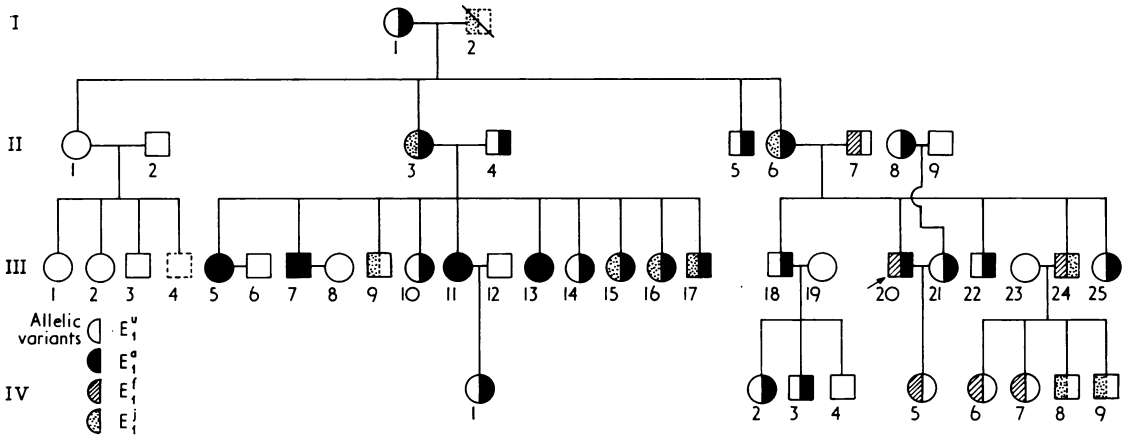 I
1 2
II
1 2 3 4 5 6 7 8 9
III
1 2 3 4 5 6 7 8 9 10 11 12 13 14 15 16 17 18 19 20 21 22 23 24 25
Allelic
variants E₁ᵘ
E₁ᵃ
E₁ᶠ
E₁ʲ
IV
1 2 3 4 5 6 7 8 9